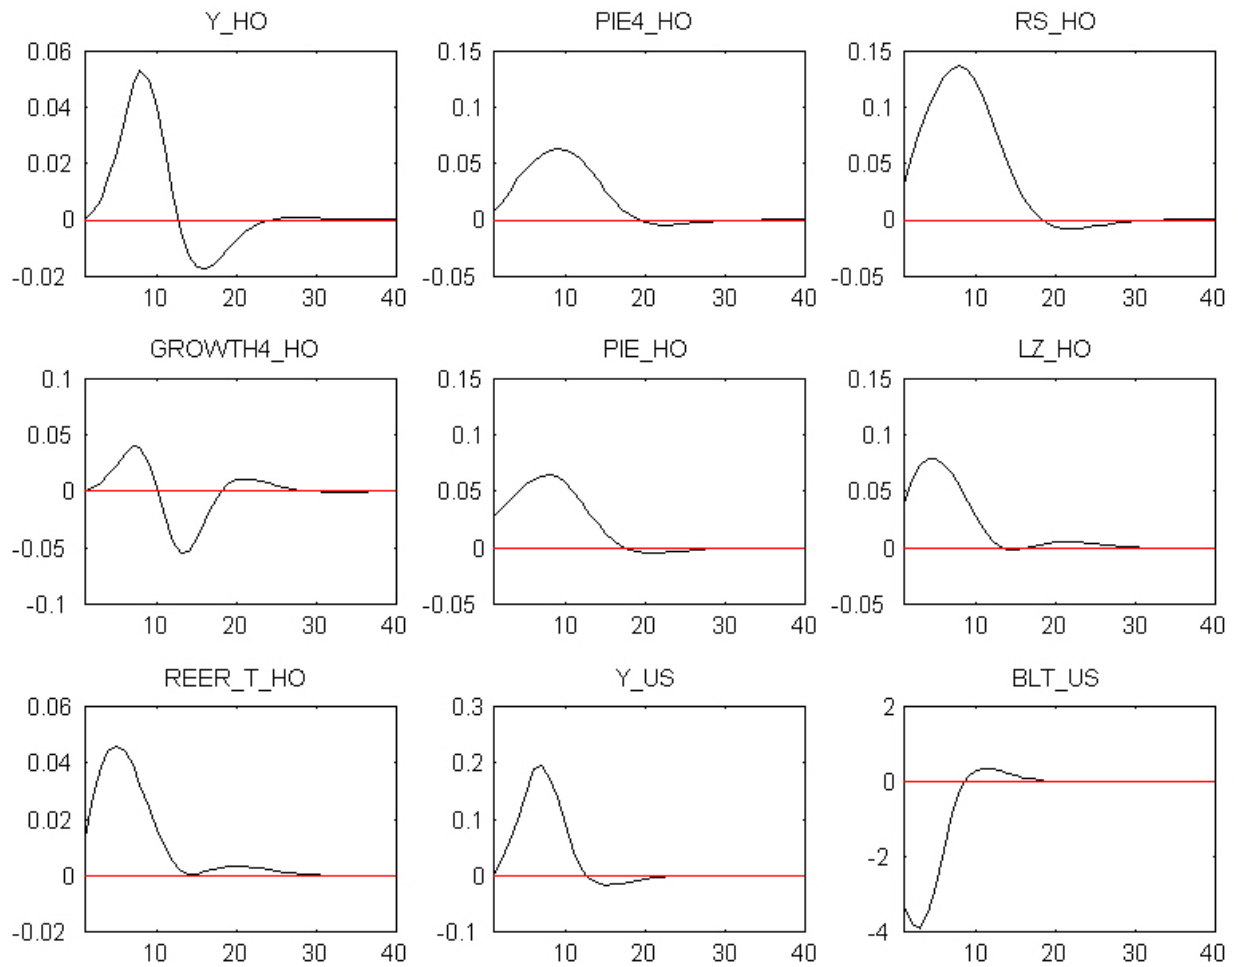 Y_HO PIE4_HO RS_HO
0.06 0.15 0.15
0.04 0.1 0.1
0.02 0.05 0.05
0 0 0
-0.02 -0.05 -0.05
10 20 30 40 10 20 30 40 10 20 30 40
GROWTH4_HO PIE_HO LZ_HO
0.1 0.15 0.15
0.05 0.1 0.1
0 0.05 0.05
-0.05 0 0
-0.1 -0.05 -0.05
10 20 30 40 10 20 30 40 10 20 30 40
REER_T_HO Y_US BLT_US
0.06 0.3 2
0.04 0.2 0
0.02 0.1 -2
0 0 -4
-0.02 -0.1
10 20 30 40 10 20 30 40 10 20 30 40